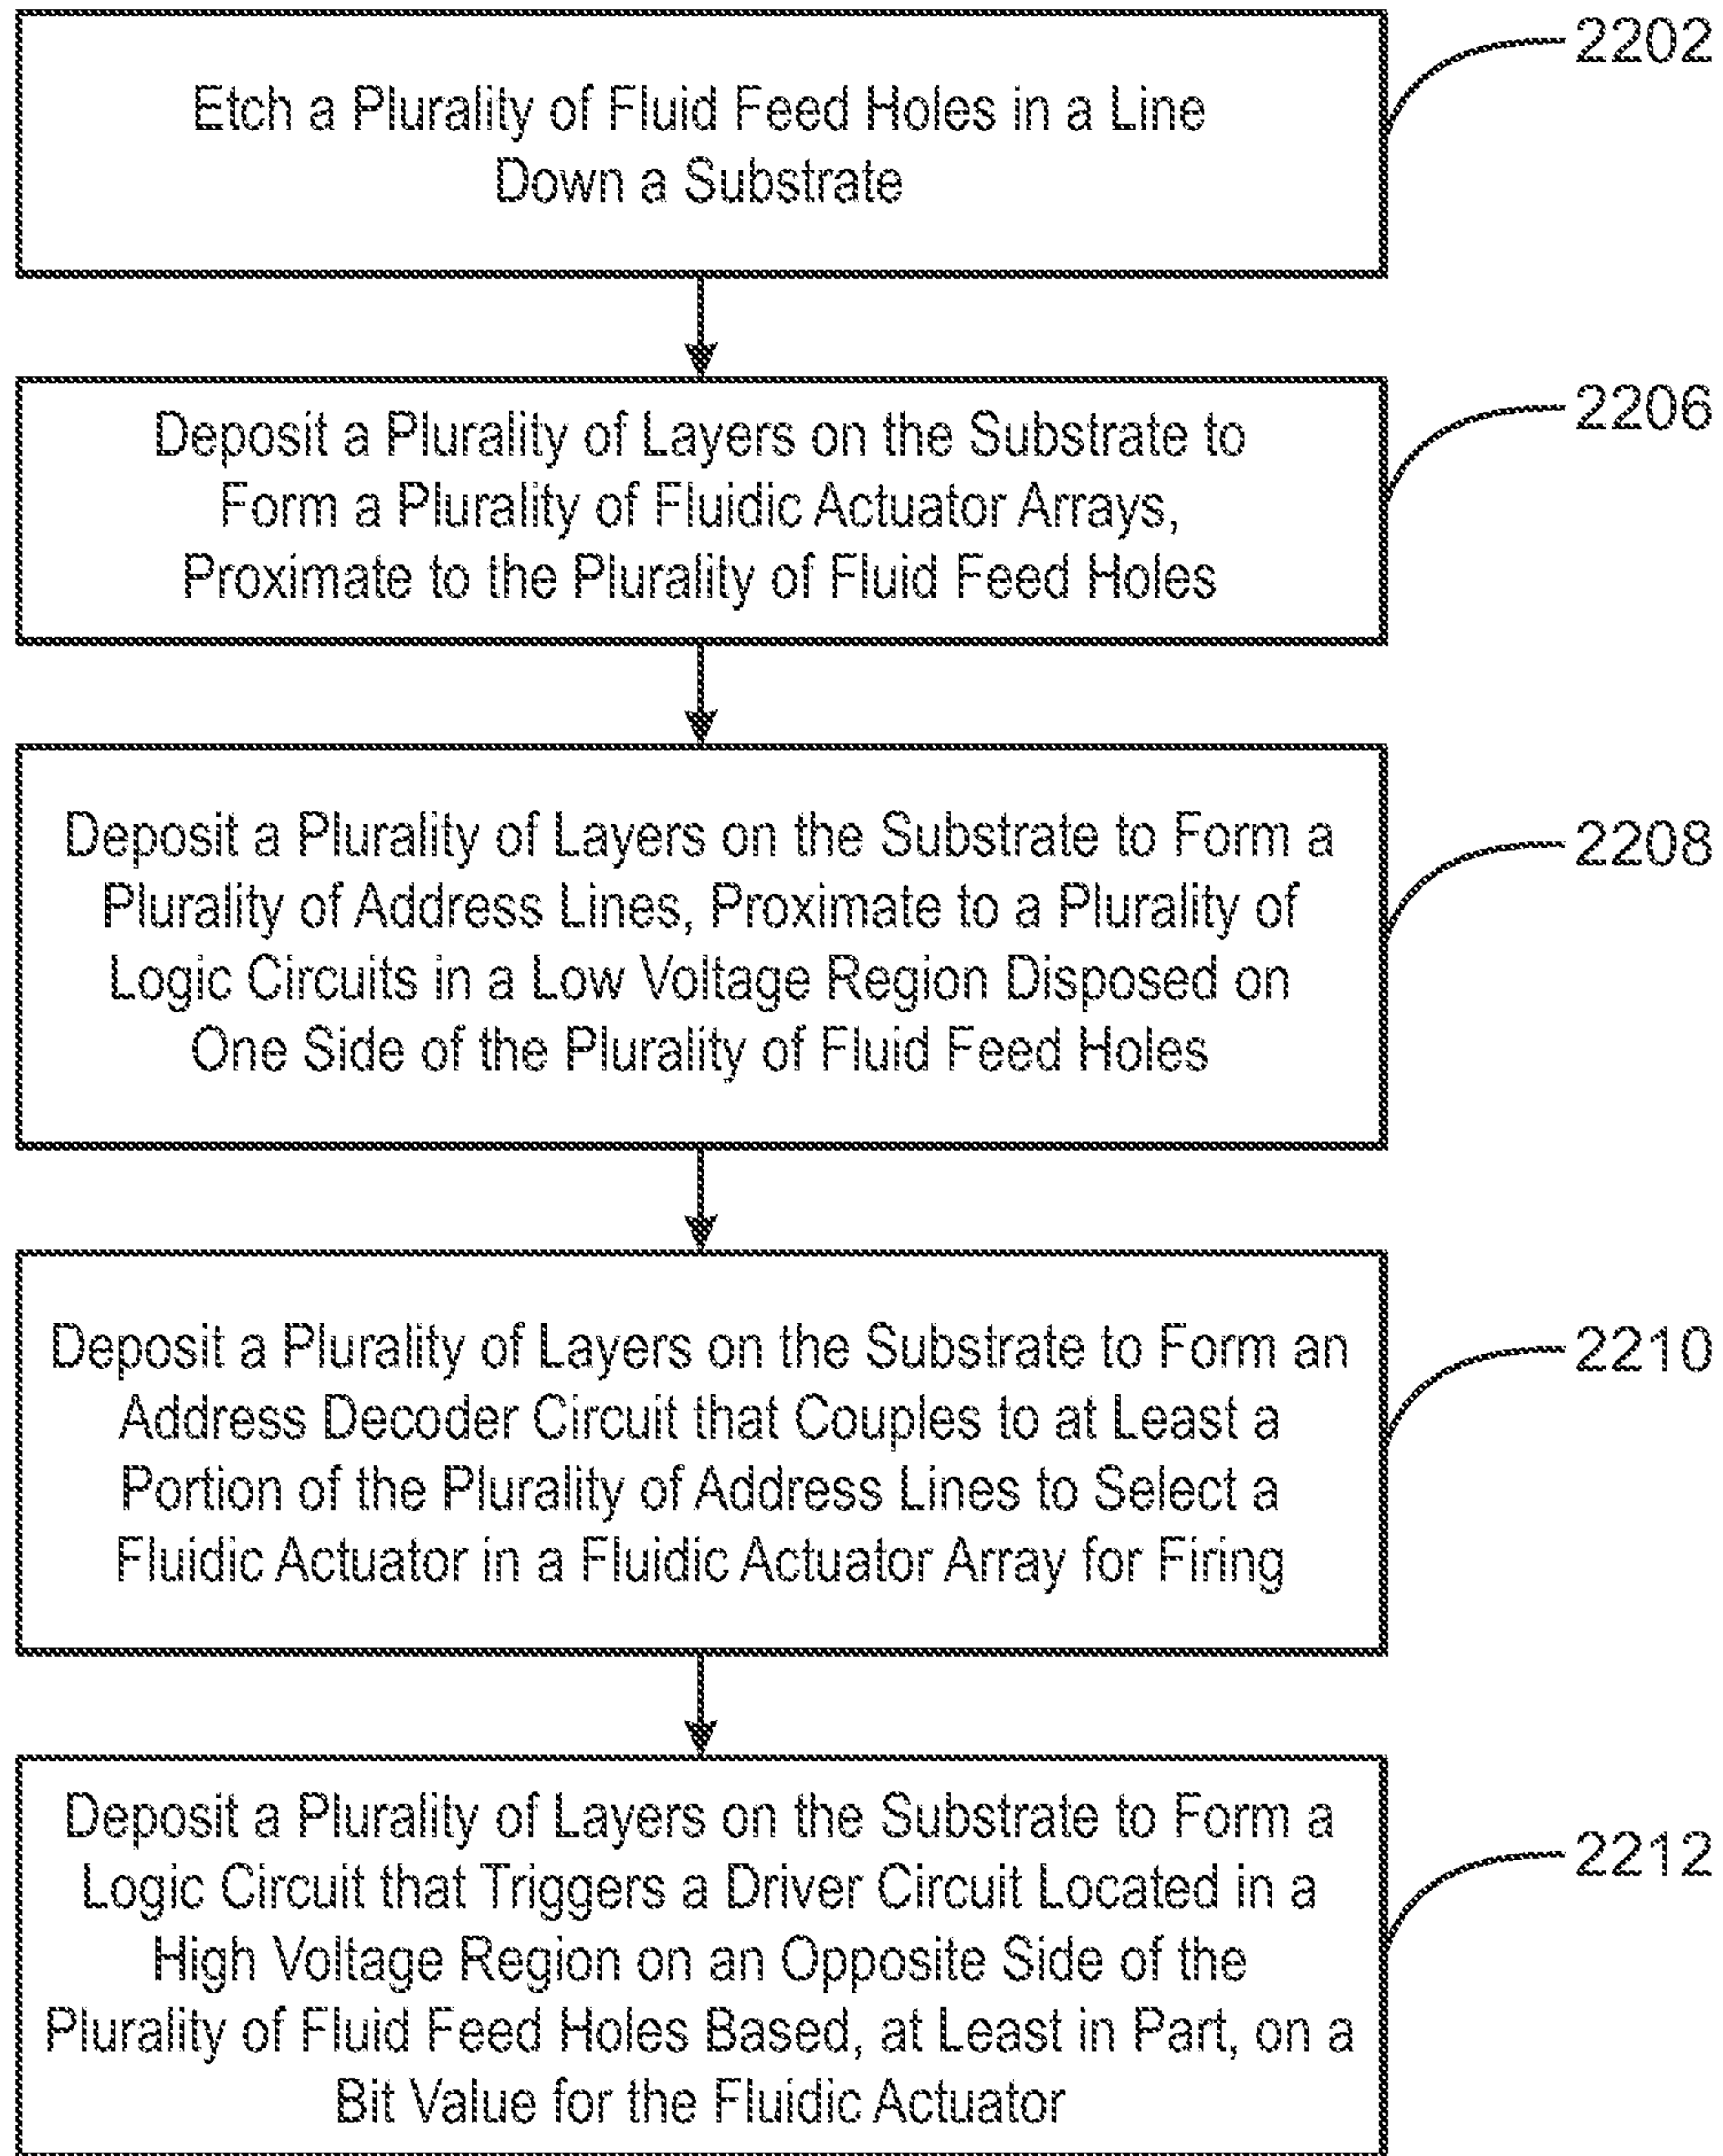 Etch a Plurality of Fluid Feed Holes in a Line
Down a Substrate
2202
Deposit a Plurality of Layers on the Substrate to
Form a Plurality of Fluidic Actuator Arrays,
Proximate to the Plurality of Fluid Feed Holes
2206
Deposit a Plurality of Layers on the Substrate to Form a
Plurality of Address Lines, Proximate to a Plurality of
Logic Circuits in a Low Voltage Region Disposed on
One Side of the Plurality of Fluid Feed Holes
2208
Deposit a Plurality of Layers on the Substrate to Form an
Address Decoder Circuit that Couples to at Least a
Portion of the Plurality of Address Lines to Select a
Fluidic Actuator in a Fluidic Actuator Array for Firing
2210
Deposit a Plurality of Layers on the Substrate to Form a
Logic Circuit that Triggers a Driver Circuit Located in a
High Voltage Region on an Opposite Side of the
Plurality of Fluid Feed Holes Based, at Least in Part, on a
Bit Value for the Fluidic Actuator
2212